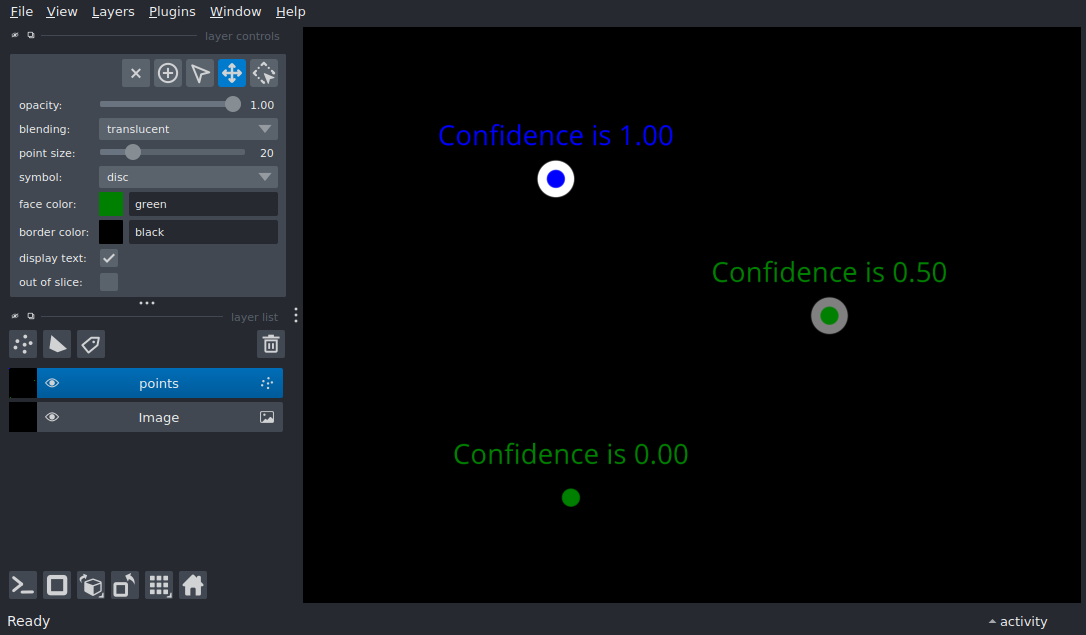 File View Layers Plugins Window Help
layer controls
opacity: 1.00
blending: translucent
point size: 20
symbol: disc
face color: green
border color: black
display text:
out of slice:
layer list
points
Image
Confidence is 1.00
Confidence is 0.50
Confidence is 0.00
Ready
activity